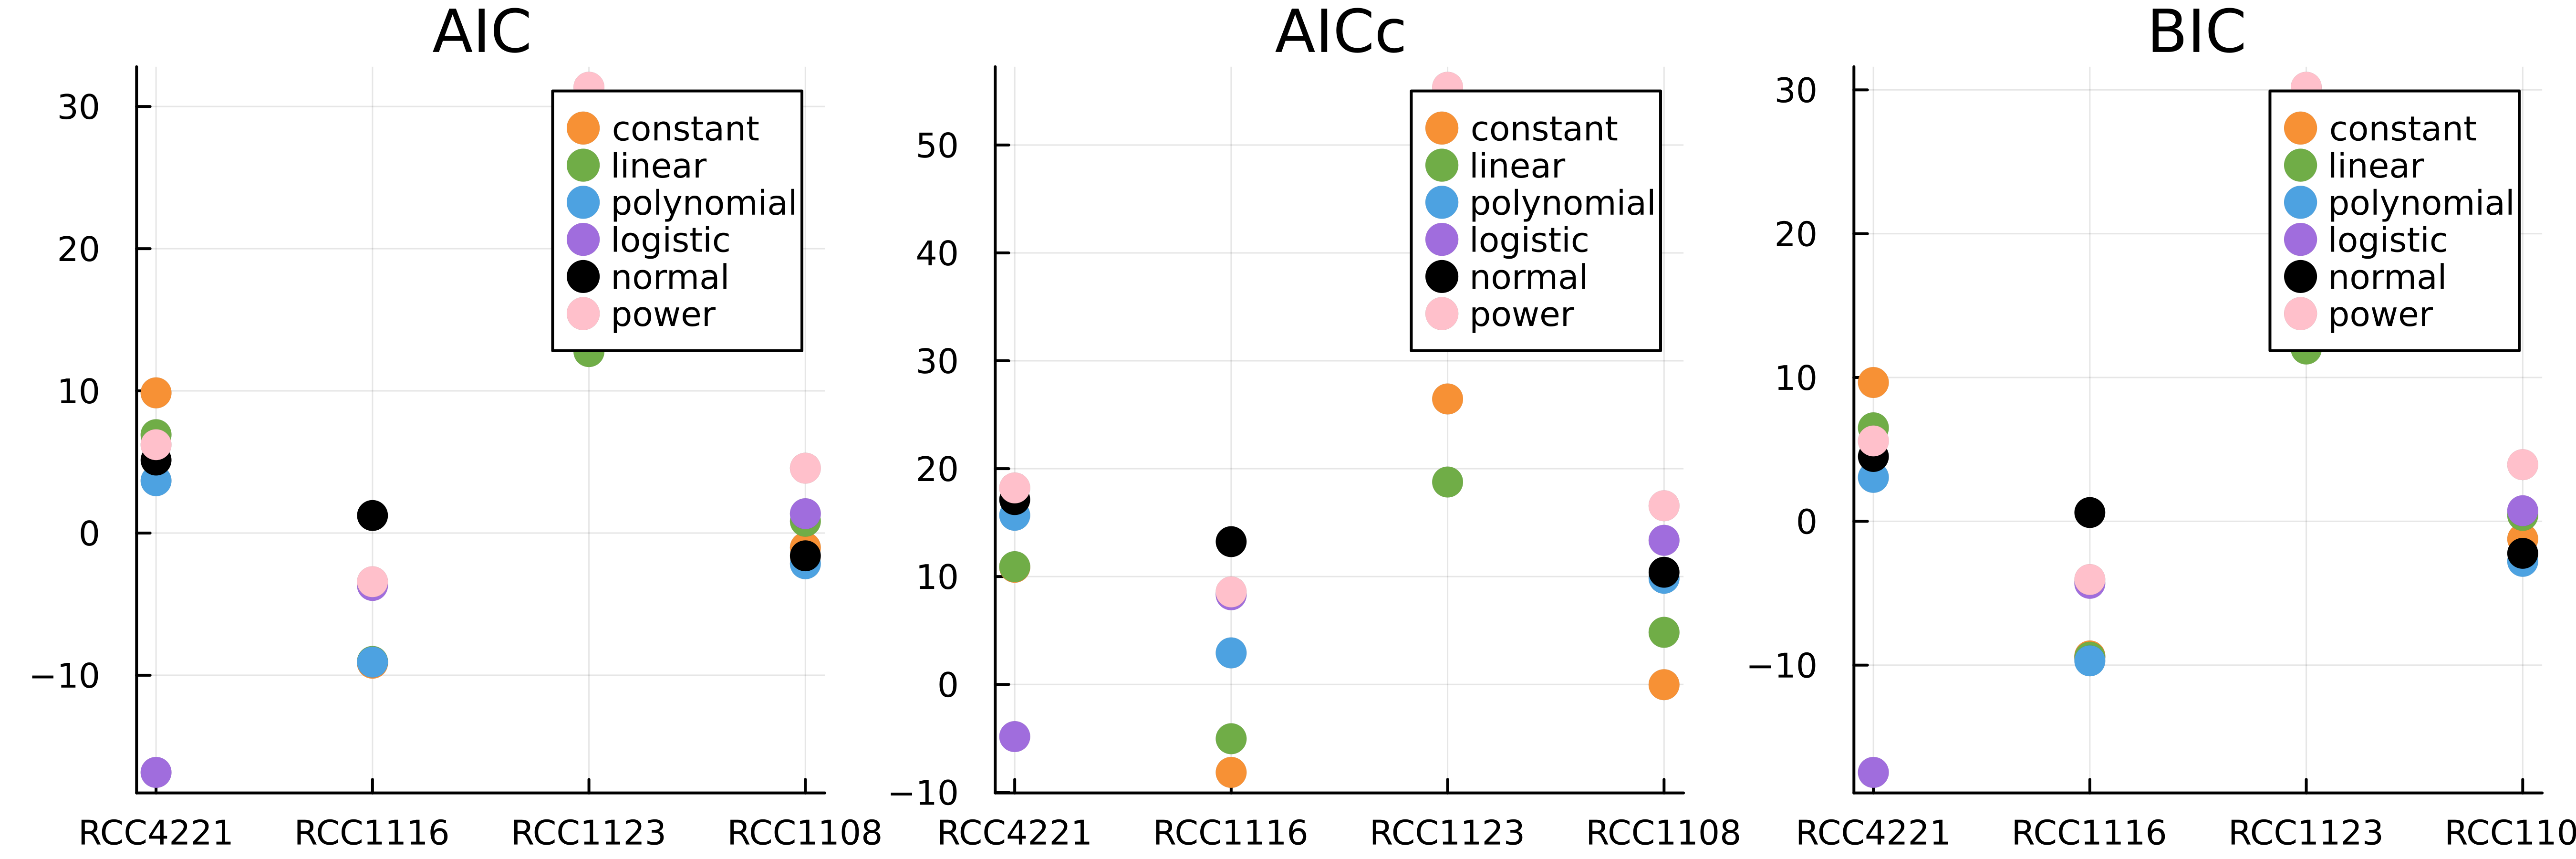 AIC
30
20
10
0
−10
constant
linear
polynomial
logistic
normal
power
RCC4221
RCC1116
RCC1123
RCC1108
AICc
50
40
30
20
10
0
−10
constant
linear
polynomial
logistic
normal
power
RCC4221
RCC1116
RCC1123
RCC1108
BIC
30
20
10
0
−10
constant
linear
polynomial
logistic
normal
power
RCC4221
RCC1116
RCC1123
RCC110